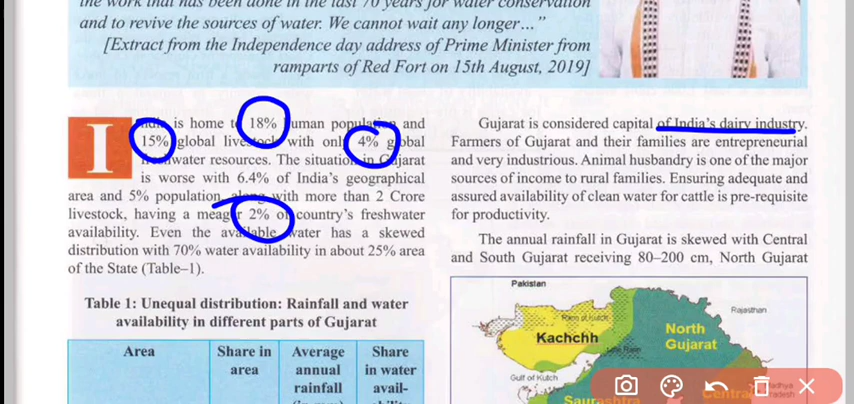 the work that has been done in the last 70 years for water conservation
and to revive the sources of water. We cannot wait any longer…"
[Extract from the Independence day address of Prime Minister from
ramparts of Red Fort on 15th August, 2019]
India is home to 18% human population and
15% global livestock with only 4% global
freshwater resources. The situation in Gujarat
is worse with 6.4% of India's geographical
area and 5% population, along with more than 2 Crore
livestock, having a meager 2% of country's freshwater
availability. Even the available water has a skewed
distribution with 70% water availability in about 25% area
of the State (Table–1).
Table 1: Unequal distribution: Rainfall and water
availability in different parts of Gujarat
Area
Share in
area
Average
annual
rainfall
Share
in water
avail-
Gujarat is considered capital of India's dairy industry.
Farmers of Gujarat and their families are entrepreneurial
and very industrious. Animal husbandry is one of the major
sources of income to rural families. Ensuring adequate and
assured availability of clean water for cattle is pre-requisite
for productivity.
The annual rainfall in Gujarat is skewed with Central
and South Gujarat receiving 80–200 cm, North Gujarat
Pakistan
Rann of Kutch
Rajasthan
Kachchh
North
Gujarat
Gulf of Kutch